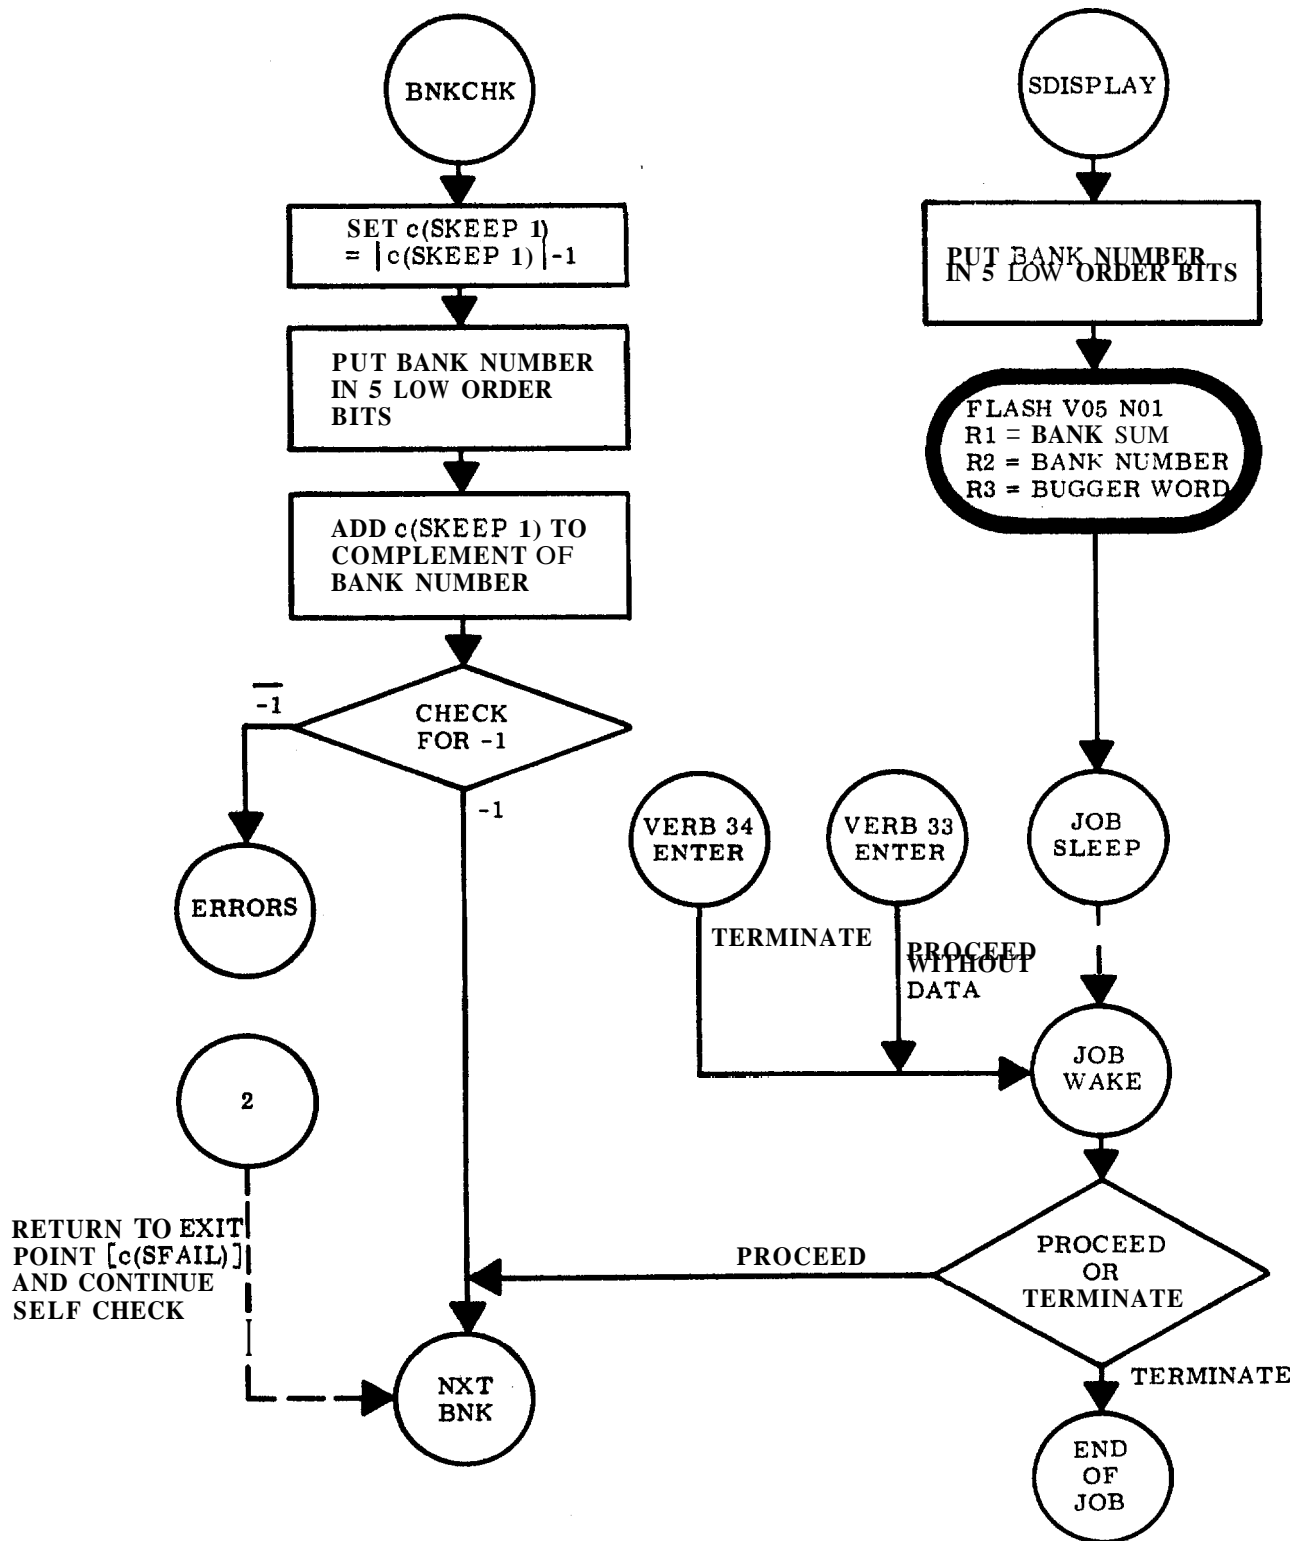 BNKCHK
SET c(SKEEP 1)
= |c(SKEEP 1)|-1
PUT BANK NUMBER
IN 5 LOW ORDER
BITS
ADD c(SKEEP 1) TO
COMPLEMENT OF
BANK NUMBER
CHECK
FOR -1
-1
-1
ERRORS
2
RETURN TO EXIT
POINT [c(SFAIL)]
AND CONTINUE
SELF CHECK
NXT
BNK
SDISPLAY
PUT BANK NUMBER
IN 5 LOW ORDER BITS
FLASH V05 N01
R1 = BANK SUM
R2 = BANK NUMBER
R3 = BUGGER WORD
VERB 34
ENTER
TERMINATE
VERB 33
ENTER
PROCEED
WITHOUT
DATA
JOB
SLEEP
JOB
WAKE
PROCEED
OR
TERMINATE
PROCEED
TERMINATE
END
OF
JOB